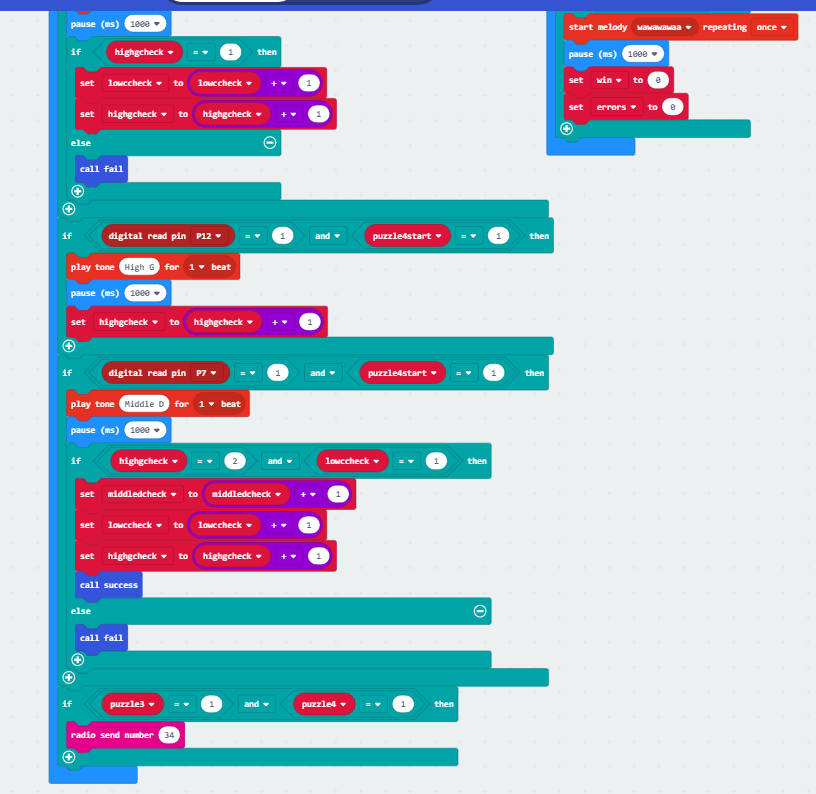 pause (ms) 1000
if highgcheck = 1 then
set lowccheck to lowccheck + 1
set highgcheck to highgcheck + 1
else
call fail
if digital read pin P12 = 1 and puzzle4start = 1 then
play tone High G for 1 beat
pause (ms) 1000
set highgcheck to highgcheck + 1
if digital read pin P7 = 1 and puzzle4start = 1 then
play tone Middle D for 1 beat
pause (ms) 1000
if highgcheck = 2 and lowccheck = 1 then
set middledcheck to middledcheck + 1
set lowccheck to lowccheck + 1
set highgcheck to highgcheck + 1
call success
else
call fail
if puzzle3 = 1 and puzzle4 = 1 then
radio send number 34
start melody wawawawaa repeating once
pause (ms) 1000
set win to 0
set errors to 0